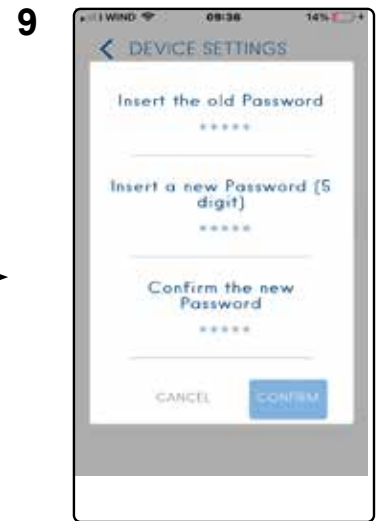 9
WIND 09:36 14%
DEVICE SETTINGS
Insert the old Password
*****
Insert a new Password (5
digit)
*****
Confirm the new
Password
*****
CANCEL CONFIRM